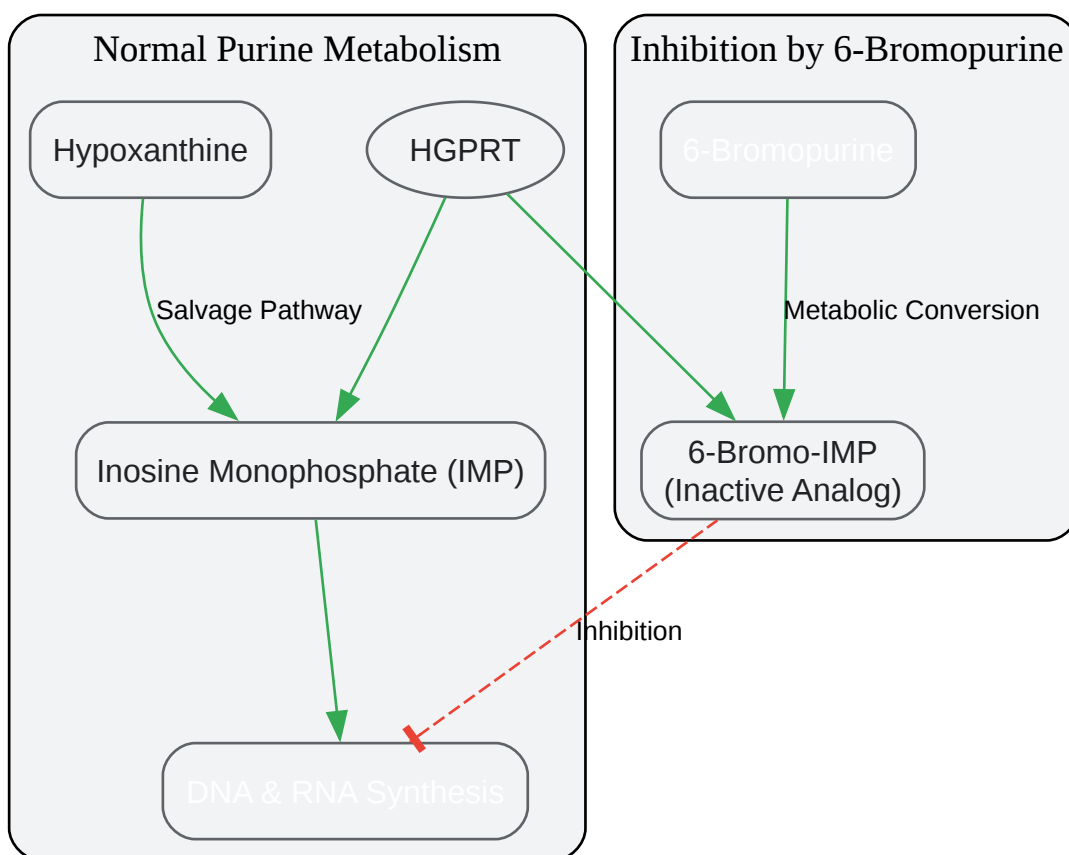 Normal Purine Metabolism
Inhibition by 6-Bromopurine
Hypoxanthine
HGPRT
6-Bromopurine
Salvage Pathway
Metabolic Conversion
Inosine Monophosphate (IMP)
6-Bromo-IMP
(Inactive Analog)
Inhibition
DNA & RNA Synthesis